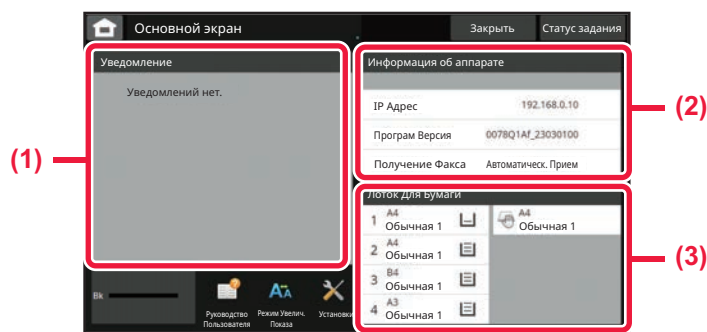 Основной экран
Закрыть
Статус задания
Уведомление
Уведомлений нет.
(1)
Информация об аппарате
IP Адрес 192.168.0.10
Програм Версия 0078Q1Af_23030100
Получение Факса Автоматическ. Прием
(2)
Лоток Для Бумаги
1 A4
Обычная 1
2 A4
Обычная 1
3 B4
Обычная 1
4 A3
Обычная 1
A4
Обычная 1
(3)
Bk
Руководство
Пользователя
Режим Увелич.
Показа
Установки